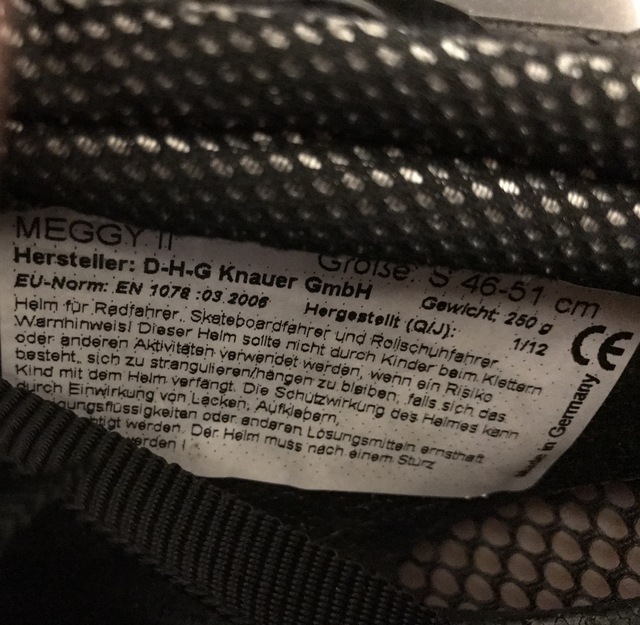 MEGGY II
Größe: S 46-51 cm
Hersteller: D-H-G Knauer GmbH
Gewicht: 250 g
EU-Norm: EN 1078 :03.2006
Hergestellt (Q/J): 1/12
CE
Helm für Radfahrer, Skateboardfahrer und Rollschuhfahrer
Warnhinweis! Dieser Helm sollte nicht durch Kinder beim Klettern
oder anderen Aktivitäten verwendet werden, wenn ein Risiko
besteht, sich zu strangulieren/hängen zu bleiben, falls sich das
Kind mit dem Helm verfängt. Die Schutzwirkung des Helmes kann
durch Einwirkung von Lacken, Aufklebern,
gungsflüssigkeiten oder anderen Lösungsmitteln ernsthaft
tigt werden. Der Helm muss nach einem Sturz
werden !
Made in Germany